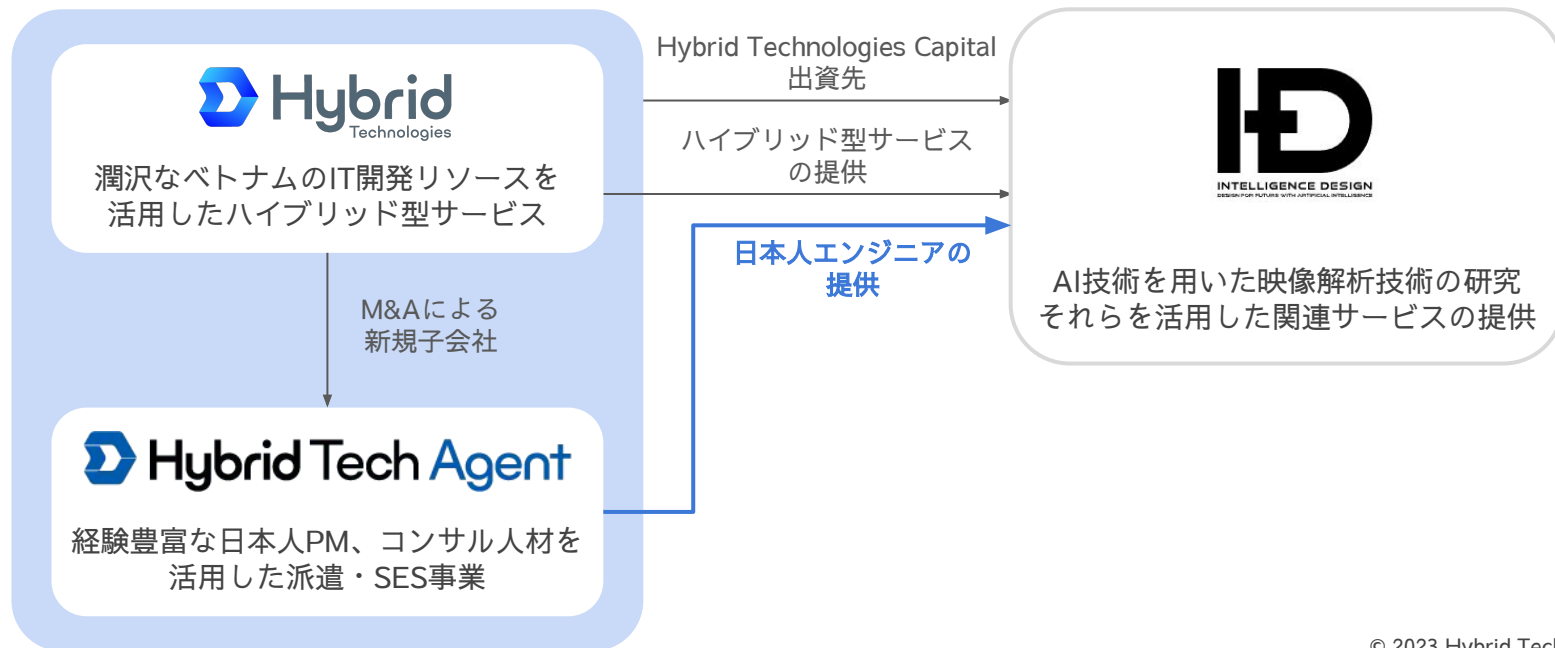 Hybrid
Technologies
潤沢なベトナムのIT開発リソースを
活用したハイブリッド型サービス
M&Aによる
新規子会社
Hybrid Tech Agent
経験豊富な日本人PM、コンサル人材を
活用した派遣・SES事業
Hybrid Technologies Capital
出資先
ハイブリッド型サービス
の提供
日本人エンジニアの
提供
ID
INTELLIGENCE DESIGN
DESIGN FOR FUTURE WITH ARTIFICIAL INTELLIGENCE
AI技術を用いた映像解析技術の研究
それらを活用した関連サービスの提供
© 2023 Hybrid Tech